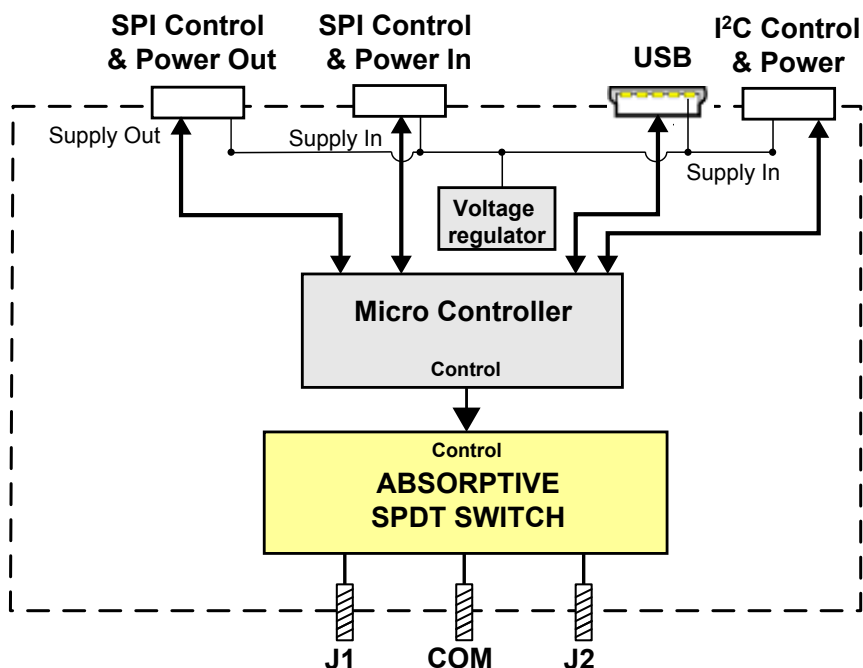 SPI Control
& Power Out
SPI Control
& Power In
USB
I²C Control
& Power
Supply Out
Supply In
Supply In
Voltage
regulator
Micro Controller
Control
Control
ABSORPTIVE
SPDT SWITCH
J1
COM
J2